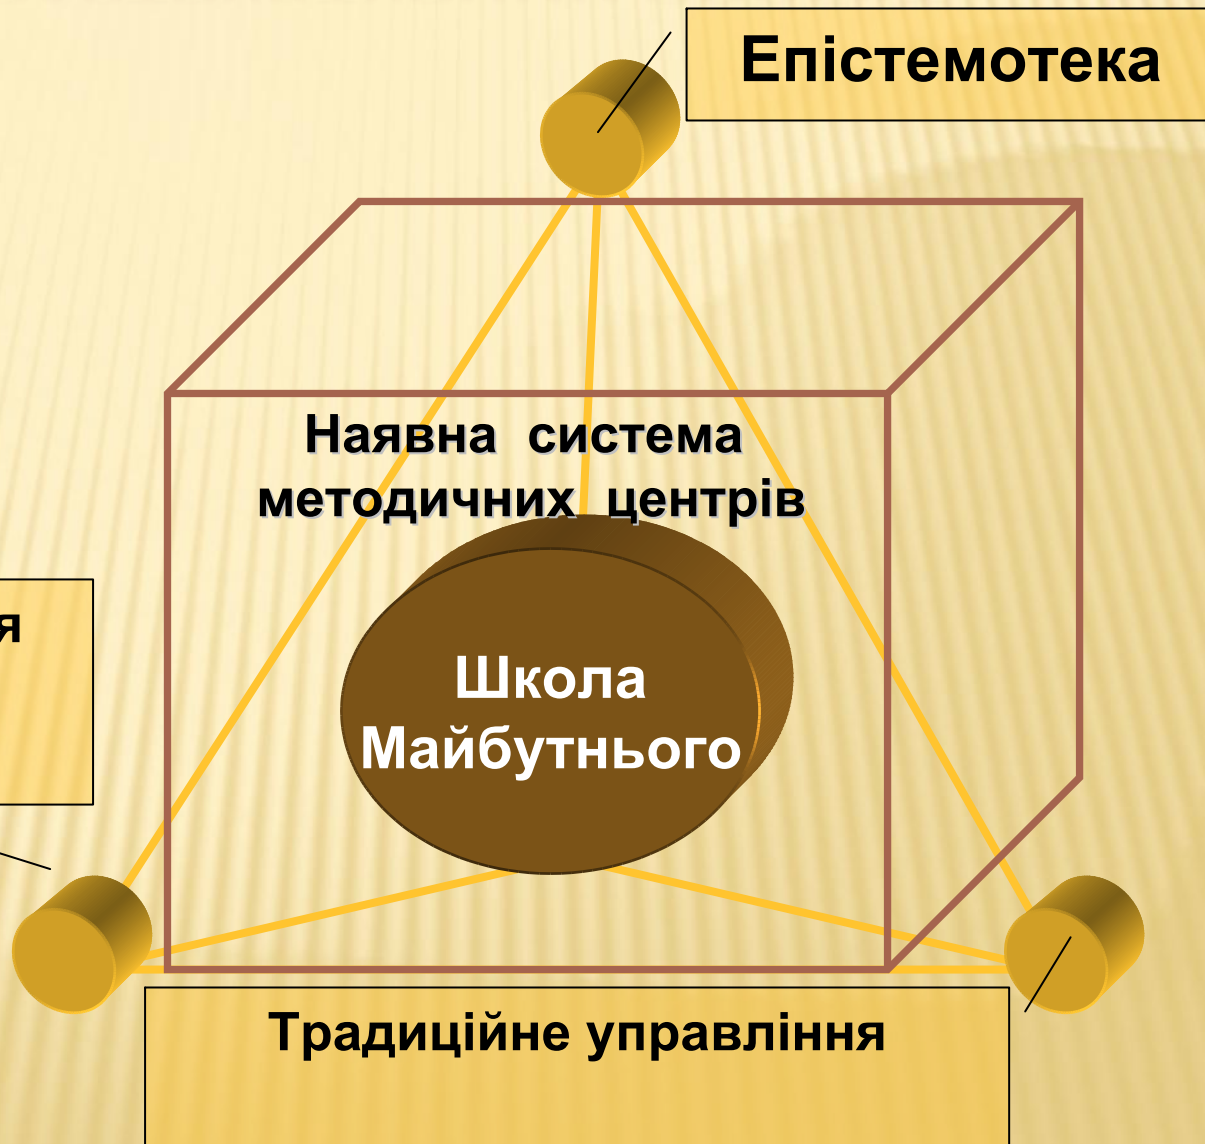 Епістемотека
Наявна система
методичних центрів
я
Школа
Майбутнього
Традиційне управління